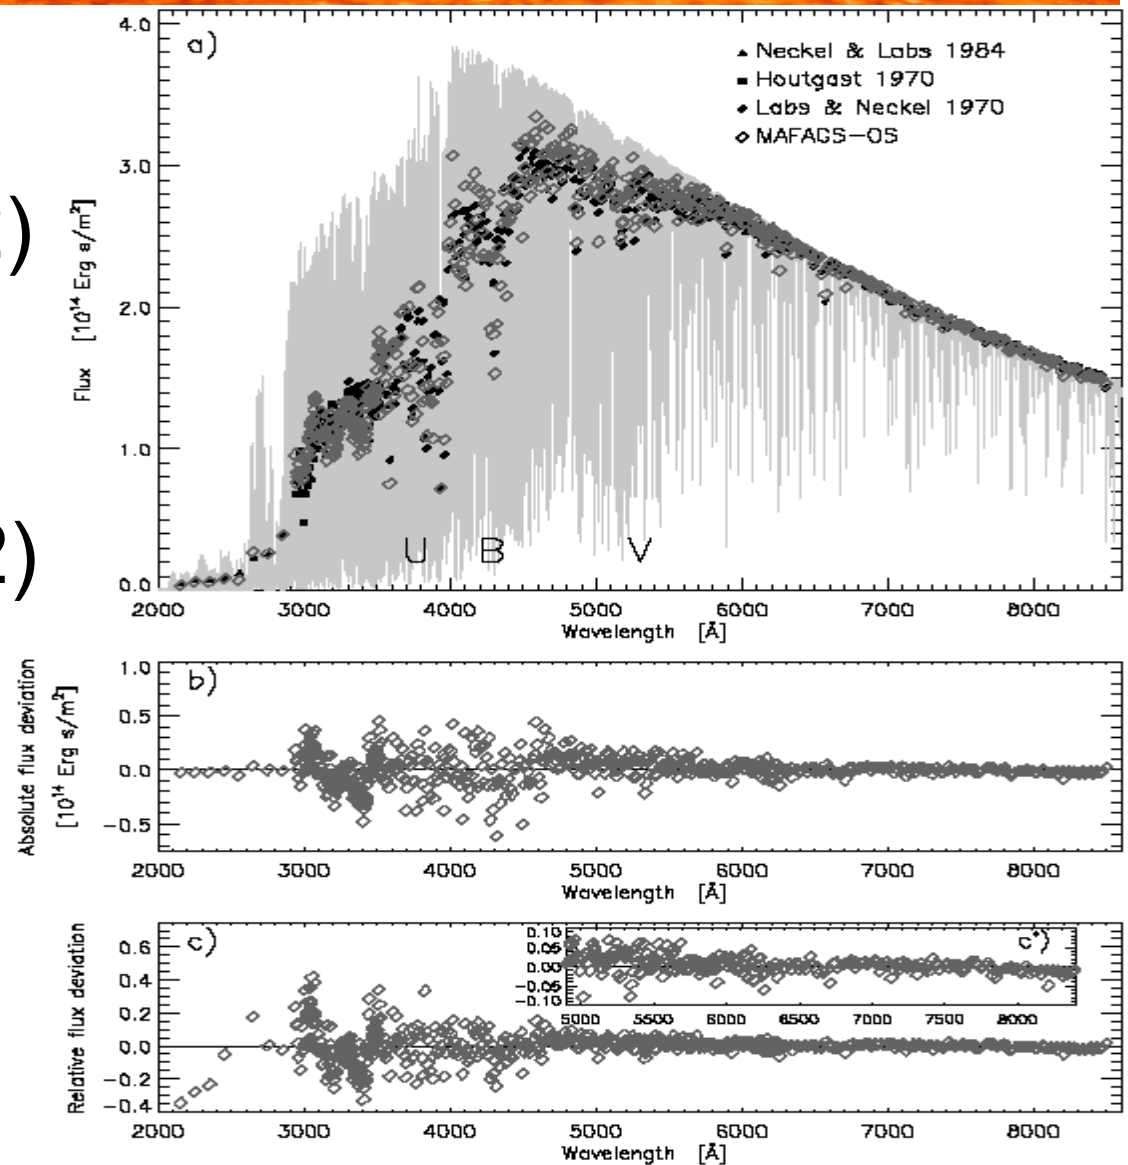 4.0
a)
Neckel & Labs 1984
Houtgast 1970
Labs & Neckel 1970
MAFAGS-OS
3.0
)
2.0
Flux [10¹⁴ Erg s/m²]
1.0
2)
U B V
0.0
2000 3000 4000 5000 6000 7000 8000
Wavelength [Å]
1.0
b)
0.5
0.0
-0.5
Absolute flux deviation
[10¹⁴ Erg s/m²]
2000 3000 4000 5000 6000 7000 8000
Wavelength [Å]
c)
0.6
0.4
0.2
0.0
-0.2
-0.4
Relative flux deviation
c*)
0.10
0.05
0.00
-0.05
-0.10
5000 5500 6000 6500 7000 7500 8000
2000 3000 4000 5000 6000 7000 8000
Wavelength [Å]